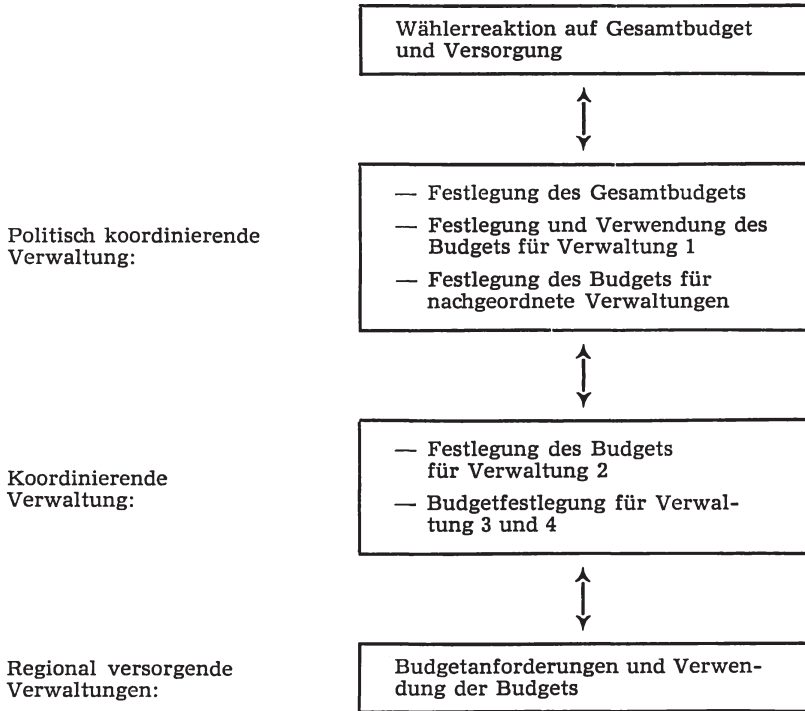 Wählerreaktion auf Gesamtbudget
und Versorgung
Politisch koordinierende
Verwaltung:
— Festlegung des Gesamtbudgets
— Festlegung und Verwendung des
Budgets für Verwaltung 1
— Festlegung des Budgets für
nachgeordnete Verwaltungen
Koordinierende
Verwaltung:
— Festlegung des Budgets
für Verwaltung 2
— Budgetfestlegung für Verwal-
tung 3 und 4
Regional versorgende
Verwaltungen:
Budgetanforderungen und Verwen-
dung der Budgets